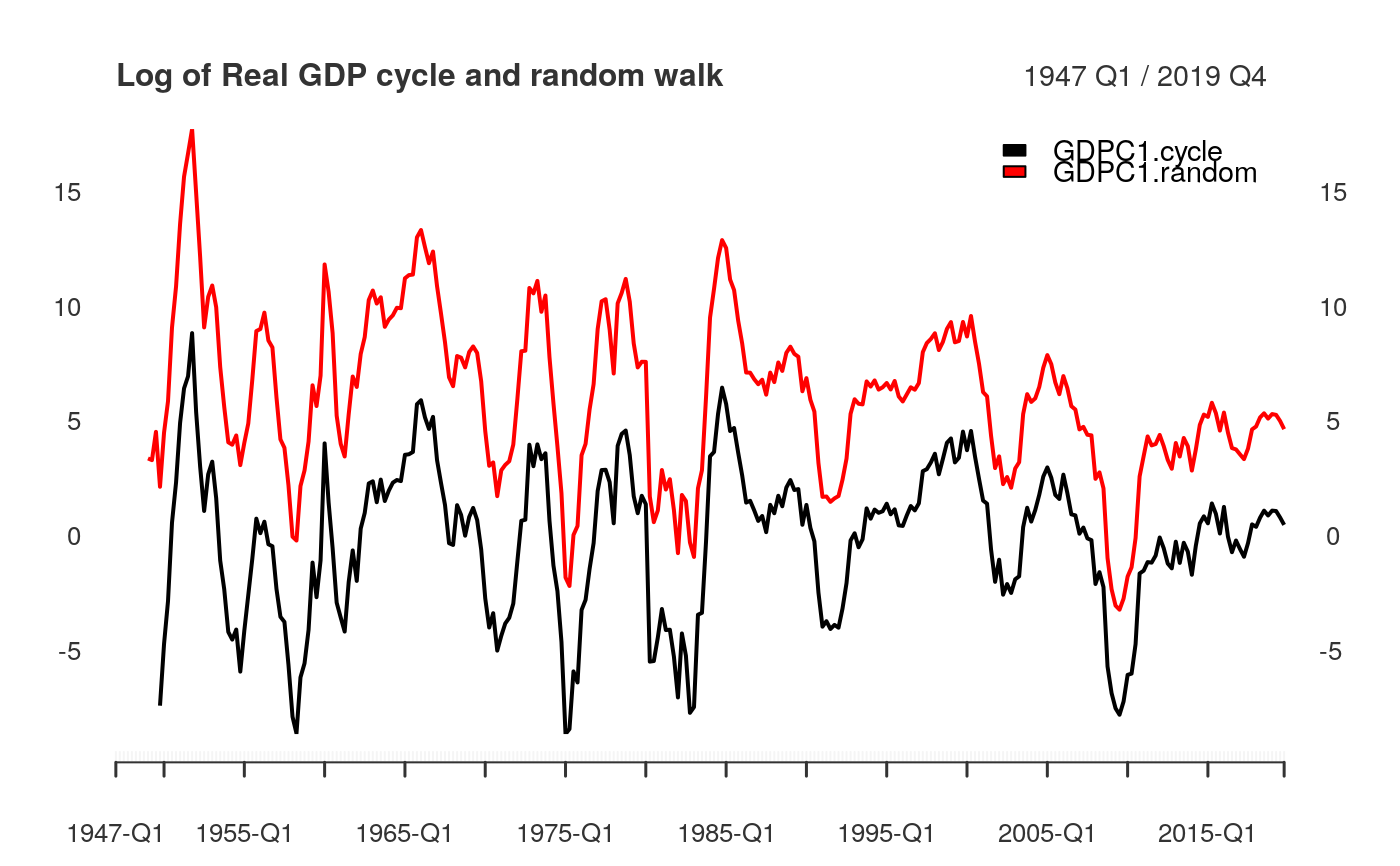 Log of Real GDP cycle and random walk 1947 Q1 / 2019 Q4
GDPC1.cycle
GDPC1.random
15 15
10 10
5 5
0 0
-5 -5
1947-Q1 1955-Q1 1965-Q1 1975-Q1 1985-Q1 1995-Q1 2005-Q1 2015-Q1